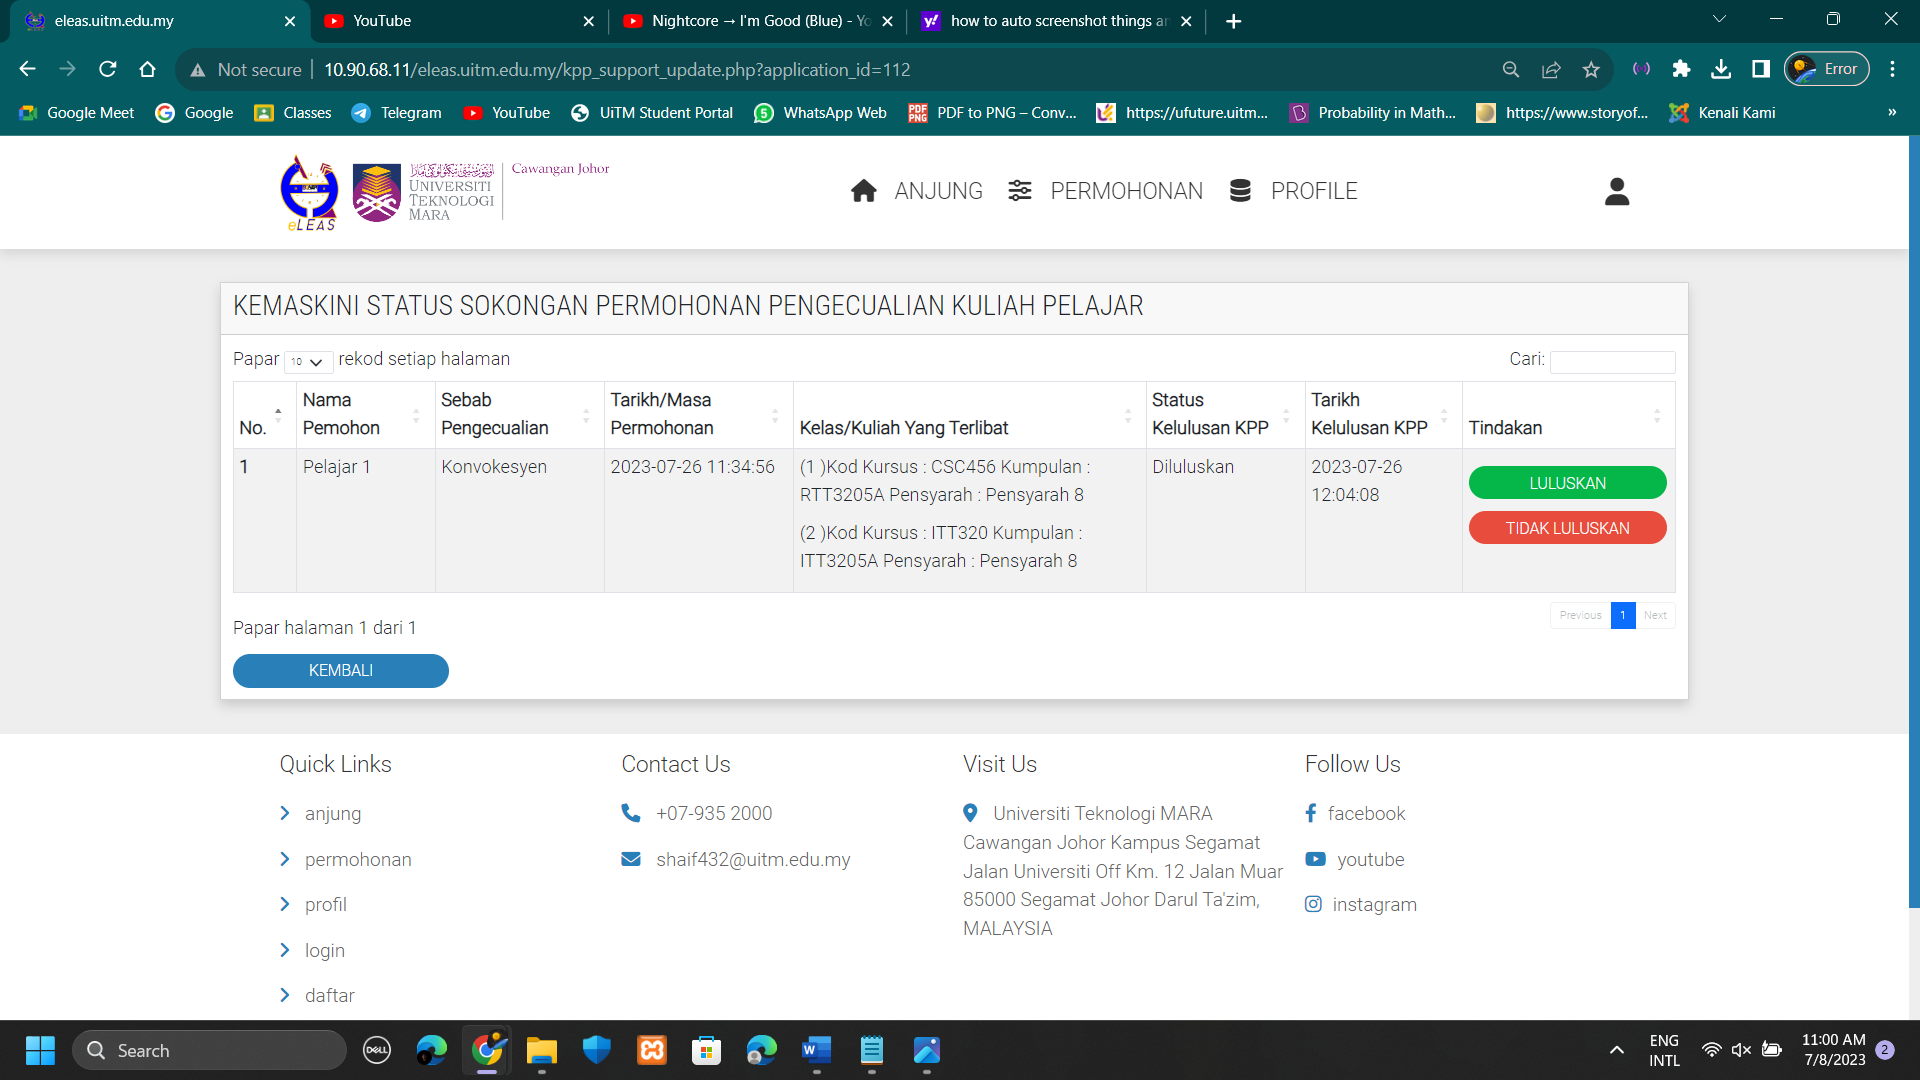 eleas.uitm.edu.my
YouTube
Nightcore → I'm Good (Blue) - Yo
how to auto screenshot things an
Not secure
10.90.68.11/eleas.uitm.edu.my/kpp_support_update.php?application_id=112
Error
Google Meet
Google
Classes
Telegram
YouTube
UiTM Student Portal
WhatsApp Web
PDF to PNG – Conv...
https://ufuture.uitm...
Probability in Math...
https://www.storyof...
Kenali Kami
»
eLEAS
UNIVERSITI
TEKNOLOGI
MARA
Cawangan Johor
ANJUNG
PERMOHONAN
PROFILE
KEMASKINI STATUS SOKONGAN PERMOHONAN PENGECUALIAN KULIAH PELAJAR
Papar 10 rekod setiap halaman
Cari:
No.
Nama
Pemohon
Sebab
Pengecualian
Tarikh/Masa
Permohonan
Kelas/Kuliah Yang Terlibat
Status
Kelulusan KPP
Tarikh
Kelulusan KPP
Tindakan
1
Pelajar 1
Konvokesyen
2023-07-26 11:34:56
(1 )Kod Kursus : CSC456 Kumpulan :
RTT3205A Pensyarah : Pensyarah 8
(2 )Kod Kursus : ITT320 Kumpulan :
ITT3205A Pensyarah : Pensyarah 8
Diluluskan
2023-07-26
12:04:08
LULUSKAN
TIDAK LULUSKAN
Papar halaman 1 dari 1
Previous
1
Next
KEMBALI
Quick Links
anjung
permohonan
profil
login
daftar
Contact Us
+07-935 2000
shaif432@uitm.edu.my
Visit Us
Universiti Teknologi MARA
Cawangan Johor Kampus Segamat
Jalan Universiti Off Km. 12 Jalan Muar
85000 Segamat Johor Darul Ta'zim,
MALAYSIA
Follow Us
facebook
youtube
instagram
Search
DELL
ENG
INTL
11:00 AM
7/8/2023
2